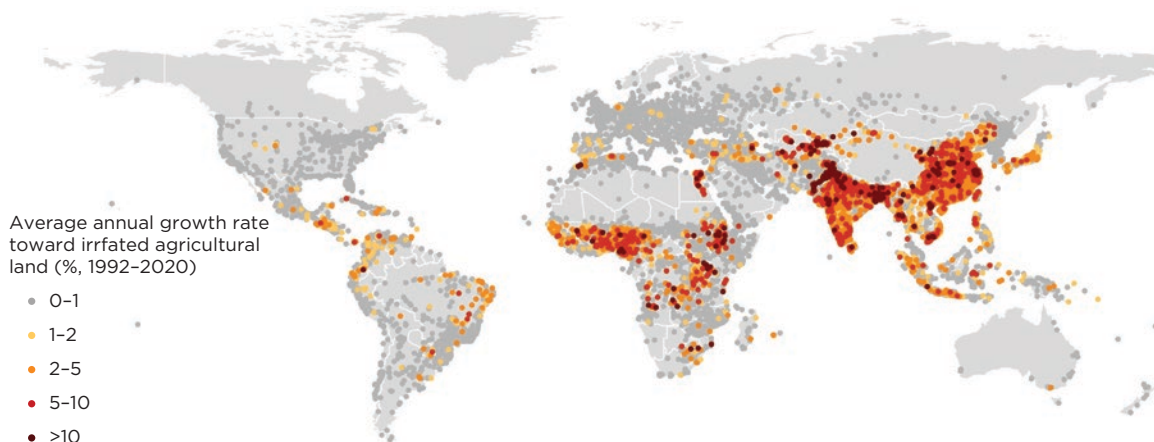 Average annual growth rate
toward irrfated agricultural
land (%, 1992–2020)
0–1
1–2
2–5
5–10
>10